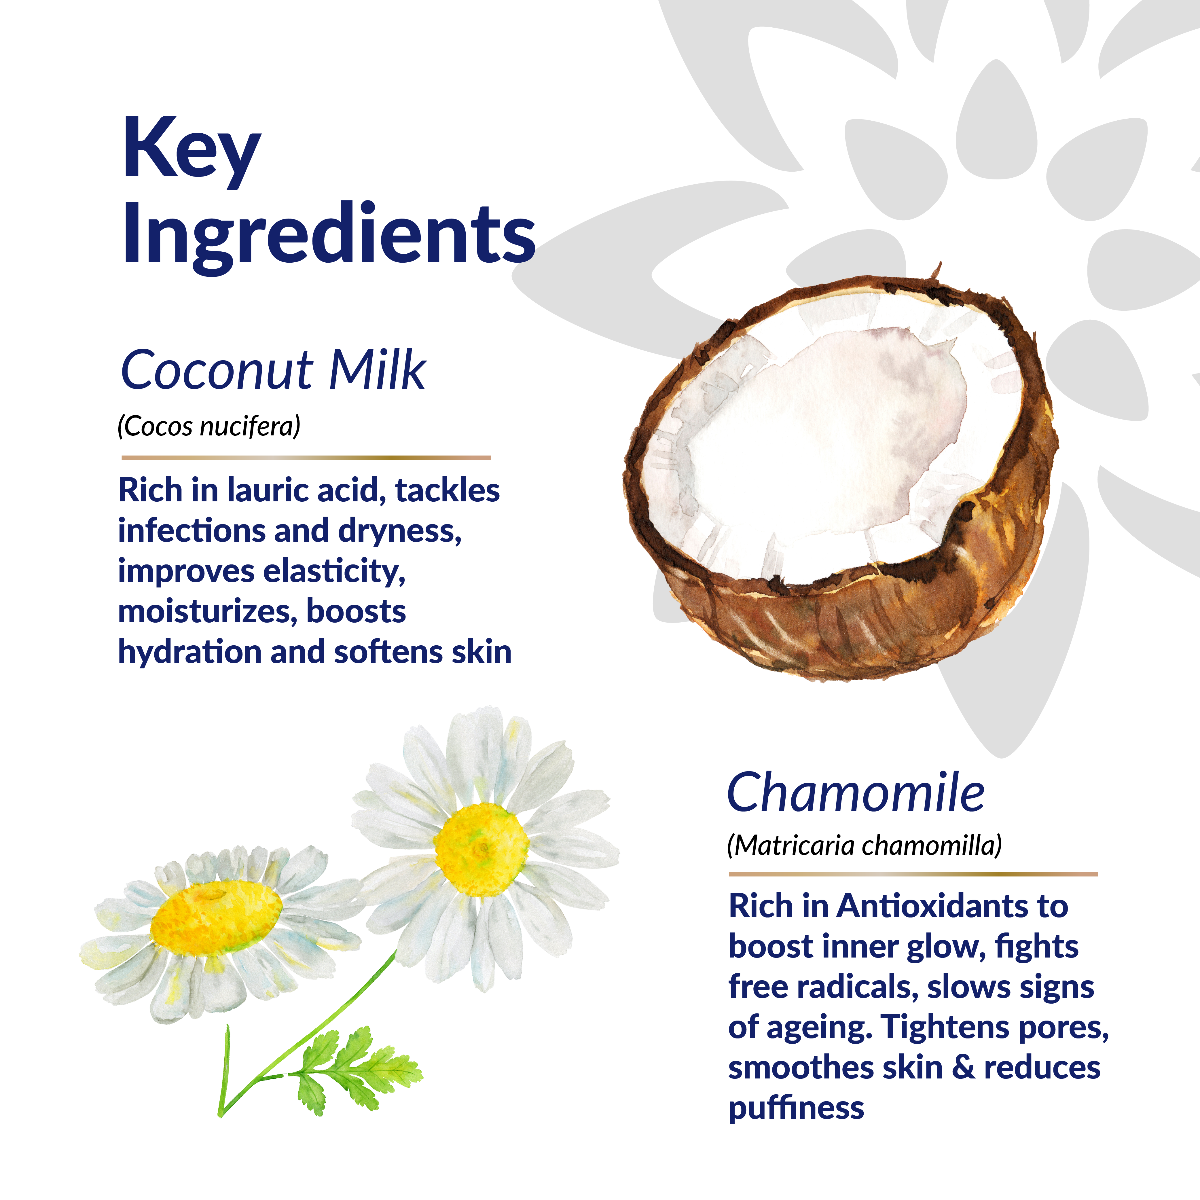 Key
Ingredients
Coconut Milk
(Cocos nucifera)
Rich in lauric acid, tackles
infections and dryness,
improves elasticity,
moisturizes, boosts
hydration and softens skin
Chamomile
(Matricaria chamomilla)
Rich in Antioxidants to
boost inner glow, fights
free radicals, slows signs
of ageing. Tightens pores,
smoothes skin & reduces
puffiness